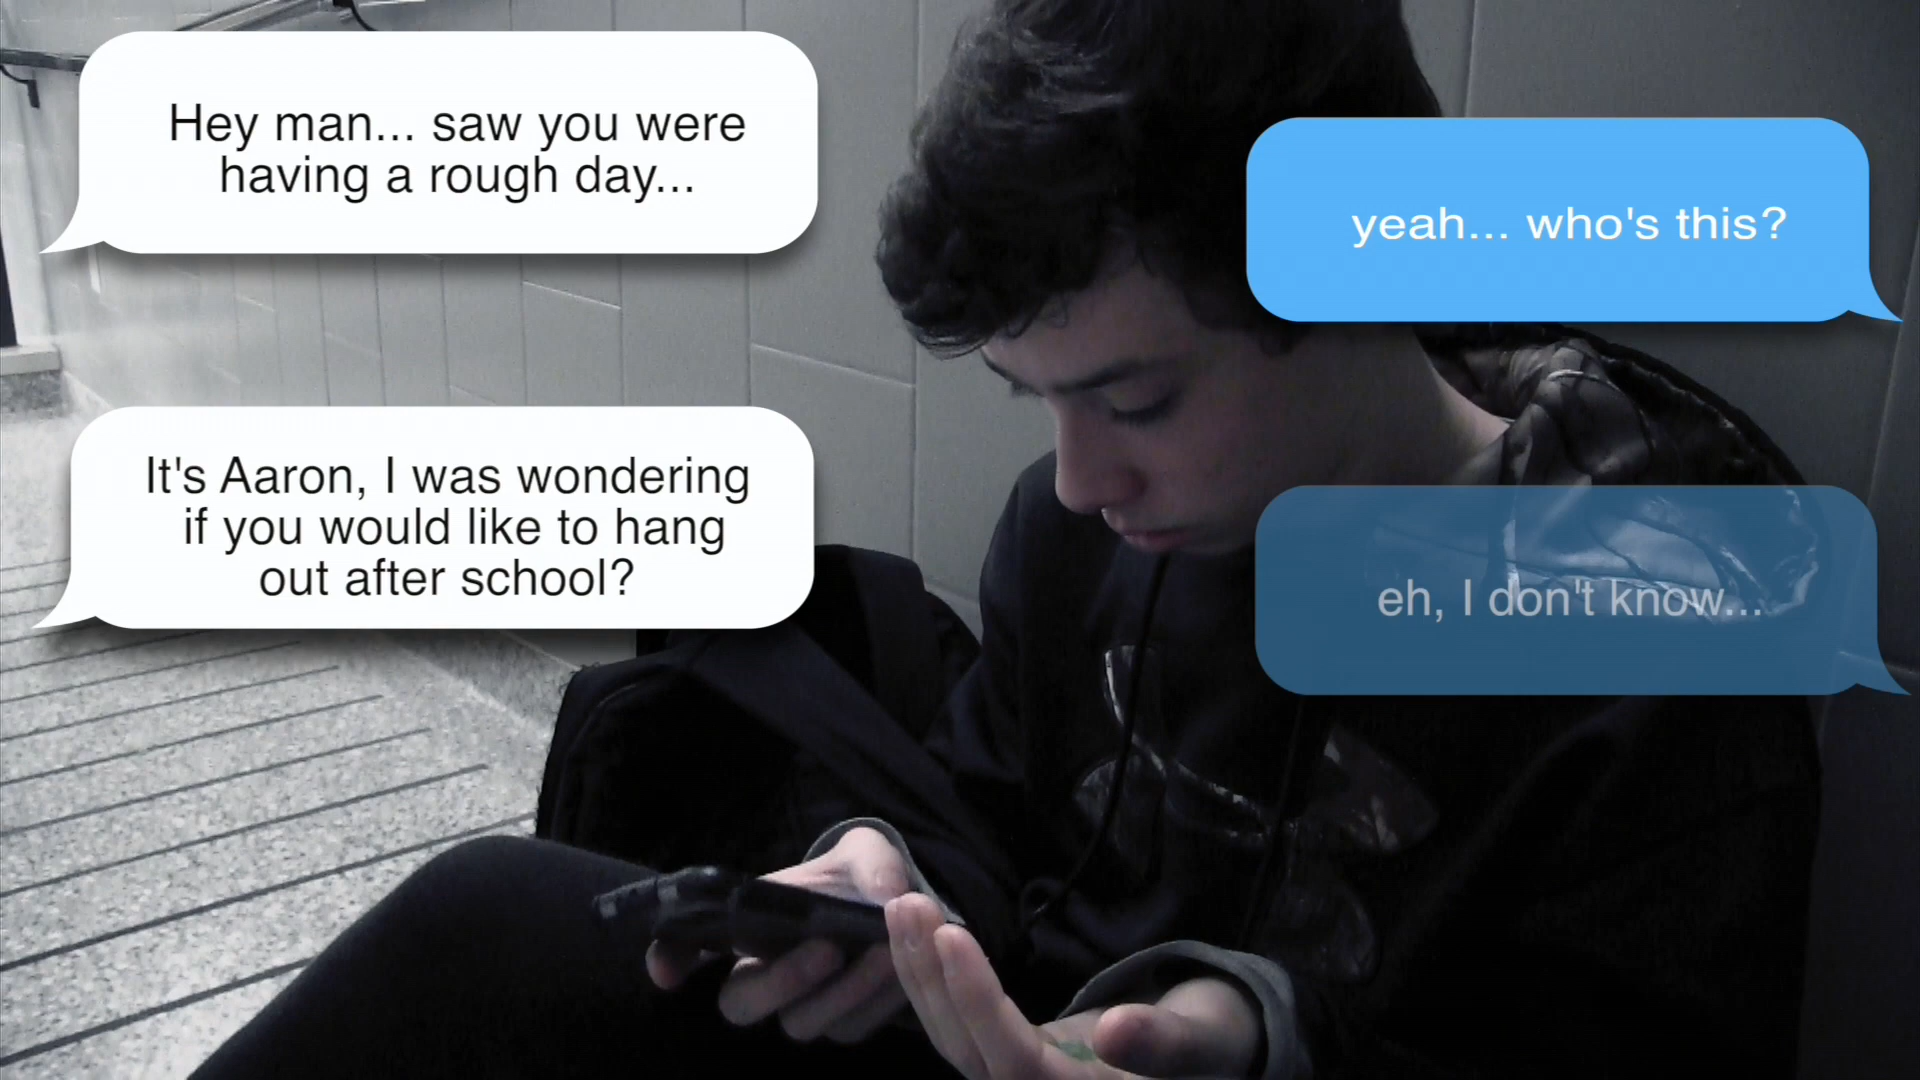 Hey man... saw you were
having a rough day...
yeah... who's this?
It's Aaron, I was wondering
if you would like to hang
out after school?
eh, I don't know...